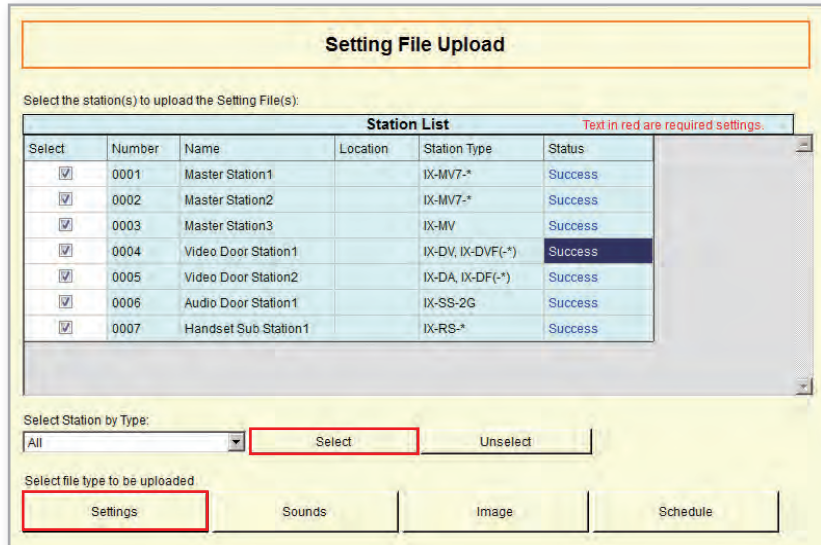 Setting File Upload
Select the station(s) to upload the Setting File(s):
Station List Text in red are required settings.
Select Number Name Location Station Type Status
0001 Master Station1 IX-MV7-* Success
0002 Master Station2 IX-MV7-* Success
0003 Master Station3 IX-MV Success
0004 Video Door Station1 IX-DV, IX-DVF(-*) Success
0005 Video Door Station2 IX-DA, IX-DF(-*) Success
0006 Audio Door Station1 IX-SS-2G Success
0007 Handset Sub Station1 IX-RS-* Success
Select Station by Type:
All Select Unselect
Select file type to be uploaded
Settings Sounds Image Schedule